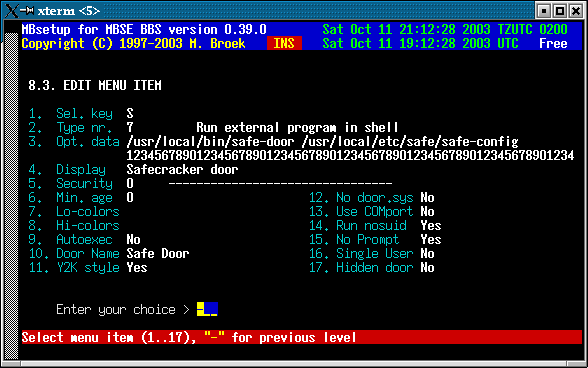 xterm <5>
MBsetup for MBSE BBS version 0.39.0 Sat Oct 11 21:12:28 2003 TZUTC 0200
Copyright (C) 1997-2003 M. Broek INS Sat Oct 11 19:12:28 2003 UTC Free
8.3. EDIT MENU ITEM
1. Sel. key S
2. Type nr. 7 Run external program in shell
3. Opt. data /usr/local/bin/safe-door /usr/local/etc/safe/safe-config
1234567890123456789012345678901234567890123456789012345678901234
4. Display Safecracker door
5. Security 0 --------------------------------
6. Min. age 0 12. No door.sys No
7. Lo-colors 13. Use COMport No
8. Hi-colors 14. Run nosuid Yes
9. Autoexec No 15. No Prompt Yes
10. Door Name Safe Door 16. Single User No
11. Y2K style Yes 17. Hidden door No
Enter your choice > -
Select menu item (1..17), "-" for previous level